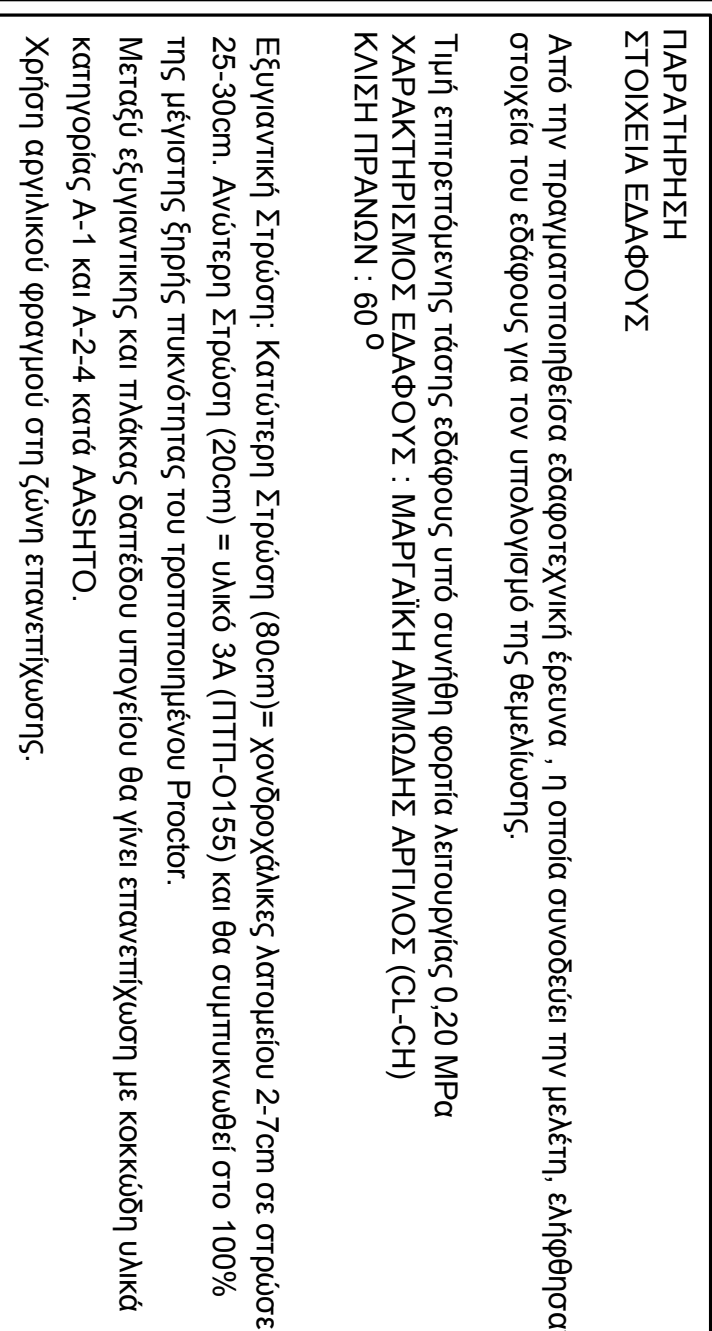 ΠΑΡΑΤΗΡΗΣΗ
ΣΤΟΙΧΕΙΑ ΕΔΑΦΟΥΣ
Από την πραγματοποιηθείσα εδαφοτεχνική έρευνα , η οποία συνοδεύει την μελέτη, ελήφθησα
στοιχεία του εδάφους για τον υπολογισμό της θεμελίωσης.
Τιμή επιτρεπόμενης τάσης εδάφους υπό συνήθη φορτία λειτουργίας 0,20 MPa
ΧΑΡΑΚΤΗΡΙΣΜΟΣ ΕΔΑΦΟΥΣ : ΜΑΡΓΑΪΚΗ ΑΜΜΩΔΗΣ ΑΡΓΙΛΟΣ (CL-CH)
ΚΛΙΣΗ ΠΡΑΝΩΝ : 60°
Εξυγιαντική Στρώση: Κατώτερη Στρώση (80cm)= χονδροχάλικες λατομείου 2-7cm σε στρώσε
25-30cm. Ανώτερη Στρώση (20cm) = υλικό 3Α (ΠΤΠ-Ο155) και θα συμπυκνωθεί στο 100%
της μέγιστης ξηρής πυκνότητας του τροποποιημένου Proctor.
Μεταξύ εξυγιαντικης και πλάκας δαπέδου υπογείου θα γίνει επανεπίχωση με κοκκώδη υλικά
κατηγορίας Α-1 και Α-2-4 κατά AASHTO.
Χρήση αργιλικού φραγμού στη ζώνη επανεπίχωσης.